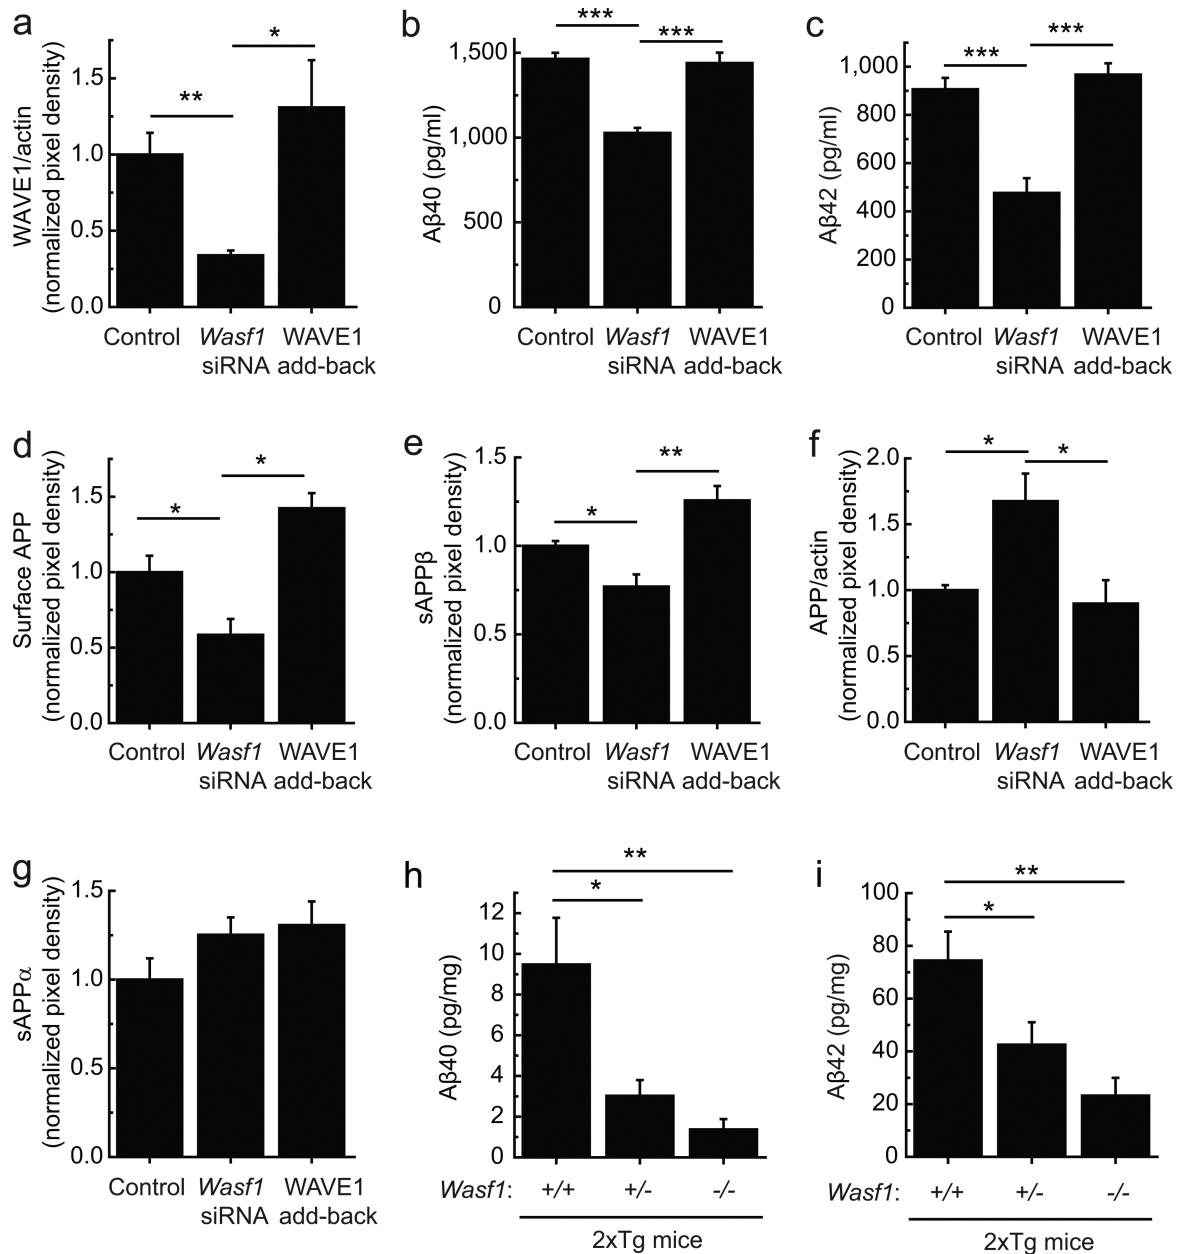 a
WAVE1/actin
(normalized pixel density)
1.5
1.0
0.5
0.0
**
*
Control
Wasf1
siRNA
WAVE1
add-back
b
Aβ40 (pg/ml)
1,500
1,000
500
0
***
***
Control
Wasf1
siRNA
WAVE1
add-back
c
Aβ42 (pg/ml)
1,000
800
600
400
200
0
***
***
Control
Wasf1
siRNA
WAVE1
add-back
d
Surface APP
(normalized pixel density)
1.5
1.0
0.5
0.0
*
*
Control
Wasf1
siRNA
WAVE1
add-back
e
sAPPβ
(normalized pixel density)
1.5
1.0
0.5
0.0
*
**
Control
Wasf1
siRNA
WAVE1
add-back
f
APP/actin
(normalized pixel density)
2.0
1.5
1.0
0.5
0.0
*
*
Control
Wasf1
siRNA
WAVE1
add-back
g
sAPPα
(normalized pixel density)
1.5
1.0
0.5
0.0
Control
Wasf1
siRNA
WAVE1
add-back
h
Aβ40 (pg/mg)
12
10
8
6
4
2
0
**
*
Wasf1: +/+ +/- -/-
2xTg mice
i
Aβ42 (pg/mg)
100
80
60
40
20
0
**
*
Wasf1: +/+ +/- -/-
2xTg mice